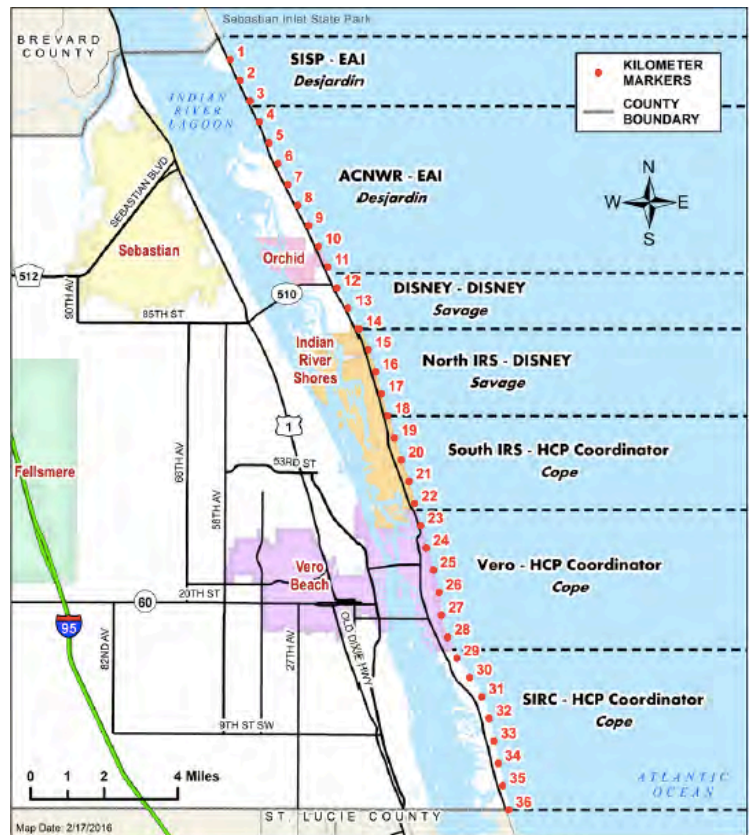 Sebastian Inlet State Park
BREVARD
COUNTY
INDIAN
RIVER
LAGOON
SISP - EAI
Desjardin
KILOMETER
MARKERS
COUNTY
BOUNDARY
N
W E
S
1
2
3
4
5
6
7
8
9
10
11
12
13
14
15
16
17
18
19
20
21
22
23
24
25
26
27
28
29
30
31
32
33
34
35
36
ACNWR - EAI
Desjardin
SEBASTIAN BLVD
Sebastian
Orchid
512
510
90TH AV
85TH ST
DISNEY - DISNEY
Savage
Indian
River
Shores
North IRS - DISNEY
Savage
1
66TH AV
58TH AV
53RD ST
South IRS - HCP Coordinator
Cope
Fellsmere
Vero
Beach
Vero - HCP Coordinator
Cope
20TH ST
60
95
82ND AV
27TH AV
OLD DIXIE HWY
9TH ST SW
SIRC - HCP Coordinator
Cope
0 1 2 4 Miles
ATLANTIC
OCEAN
ST. LUCIE COUNTY
Map Date: 2/17/2016